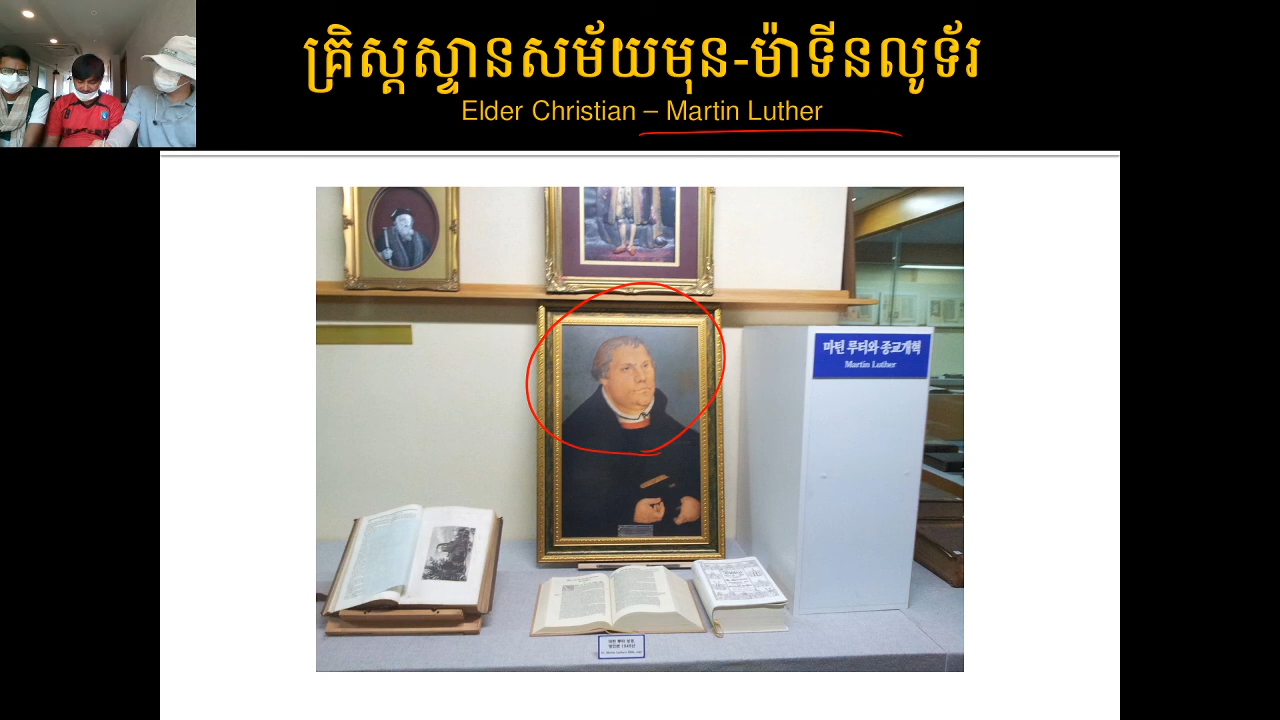 គ្រិស្តស្ទានសម័យមុន-ម៉ាទីនលូទ័រ
Elder Christian – Martin Luther
마틴 루터와 종교개혁
Martin Luther